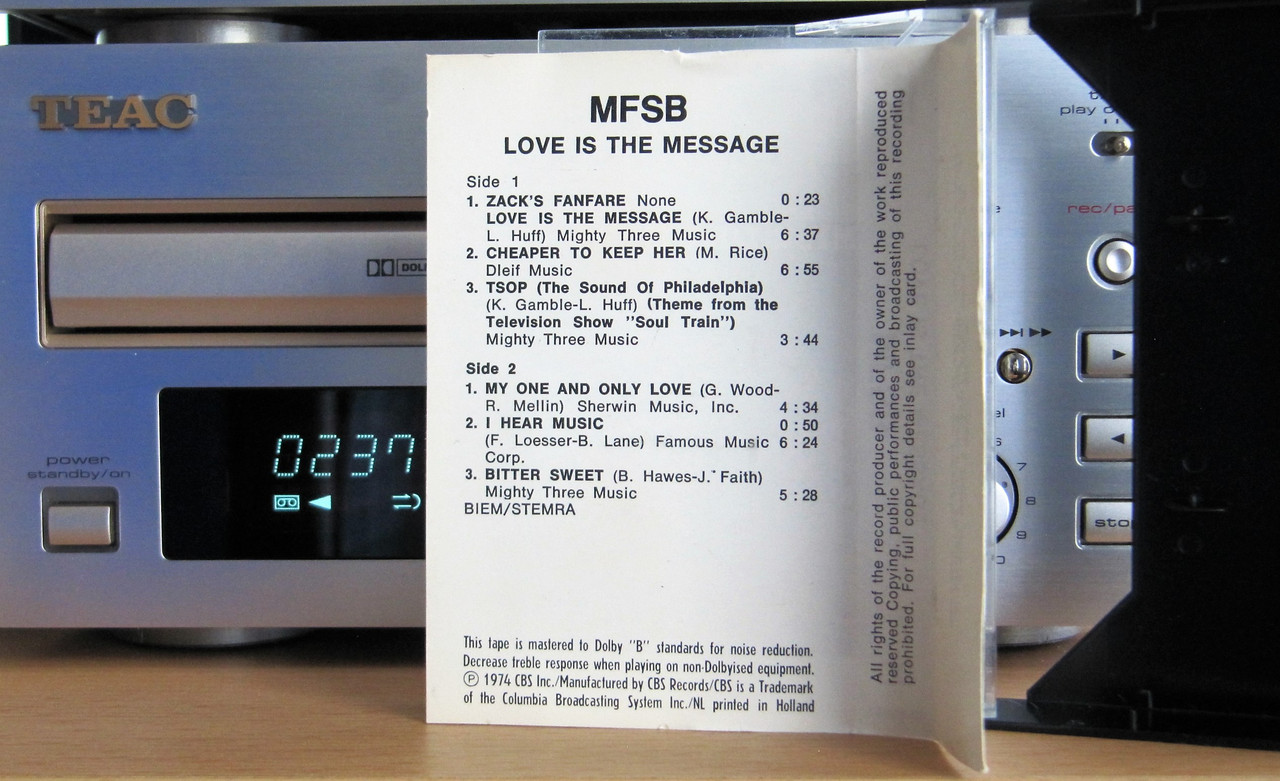 TEAC
DOLBY
0237
power
standby/on
MFSB
LOVE IS THE MESSAGE
Side 1
1. ZACK'S FANFARE None 0 : 23
LOVE IS THE MESSAGE (K. Gamble-
L. Huff) Mighty Three Music 6 : 37
2. CHEAPER TO KEEP HER (M. Rice)
Dleif Music 6 : 55
3. TSOP (The Sound Of Philadelphia)
(K. Gamble-L. Huff) (Theme from the
Television Show "Soul Train")
Mighty Three Music 3 : 44
Side 2
1. MY ONE AND ONLY LOVE (G. Wood-
R. Mellin) Sherwin Music, Inc. 4 : 34
2. I HEAR MUSIC 0 : 50
(F. Loesser-B. Lane) Famous Music 6 : 24
Corp.
3. BITTER SWEET (B. Hawes-J. Faith)
Mighty Three Music 5 : 28
BIEM/STEMRA
This tape is mastered to Dolby "B" standards for noise reduction.
Decrease treble response when playing on non-Dolbyised equipment.
Ⓟ 1974 CBS Inc./Manufactured by CBS Records/CBS is a Trademark
of the Columbia Broadcasting System Inc./NL printed in Holland
All rights of the record producer and of the owner of the work reproduced
reserved Copying, public performances and broadcasting of this recording
prohibited. For full copyright details see inlay card.
play
rec/pa
7
8
9
stop